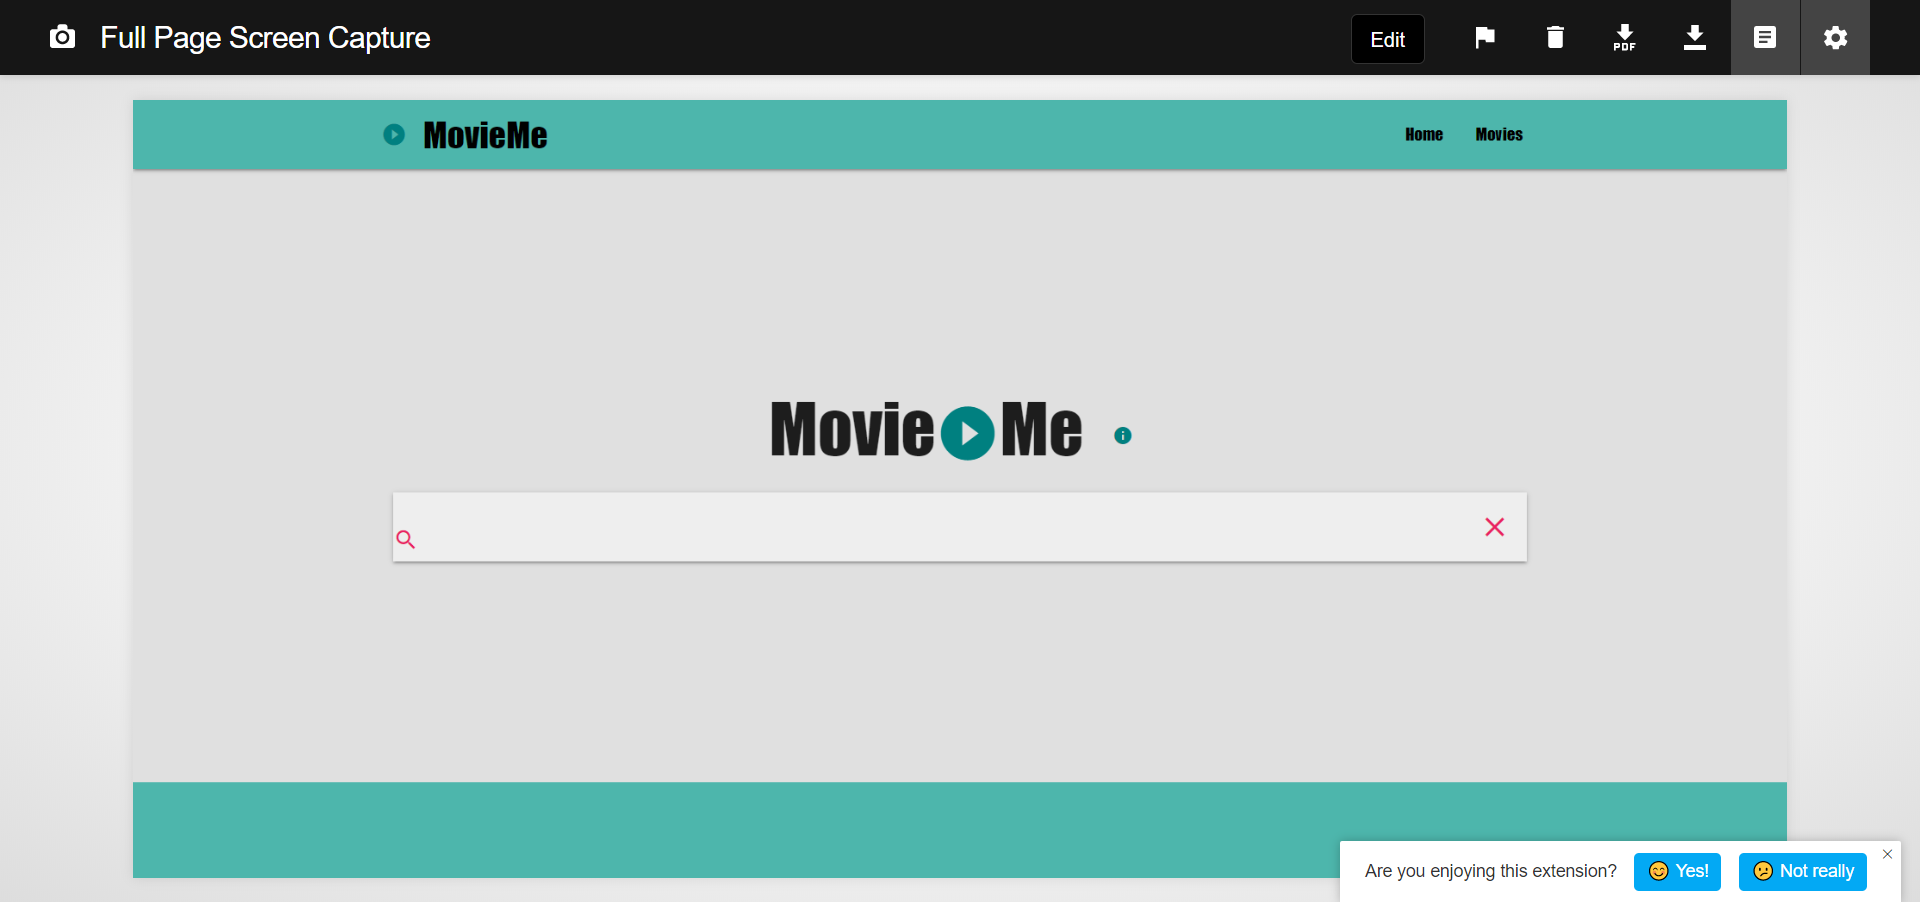 Full Page Screen Capture
Edit
PDF
MovieMe
Home
Movies
Movie Me
Are you enjoying this extension?
Yes!
Not really